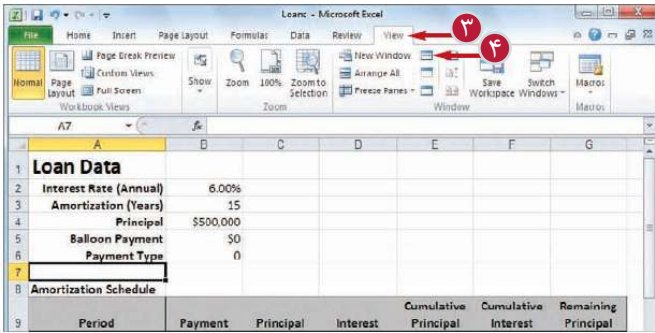 Loans - Microsoft Excel
File Home Insert Page Layout Formulas Data Review View ۳
Normal Page Layout Page Break Preview Custom Views Full Screen Show Zoom 100% Zoom to Selection New Window Arrange All Freeze Panes Save Workspace Switch Windows Macros ۴
Workbook Views Zoom Window Macros
A7 fx
A B C D E F G
1 Loan Data
2 Interest Rate (Annual) 6.00%
3 Amortization (Years) 15
4 Principal $500,000
5 Balloon Payment $0
6 Payment Type 0
7
8 Amortization Schedule
9 Period Payment Principal Interest Cumulative Principal Cumulative Interest Remaining Principal